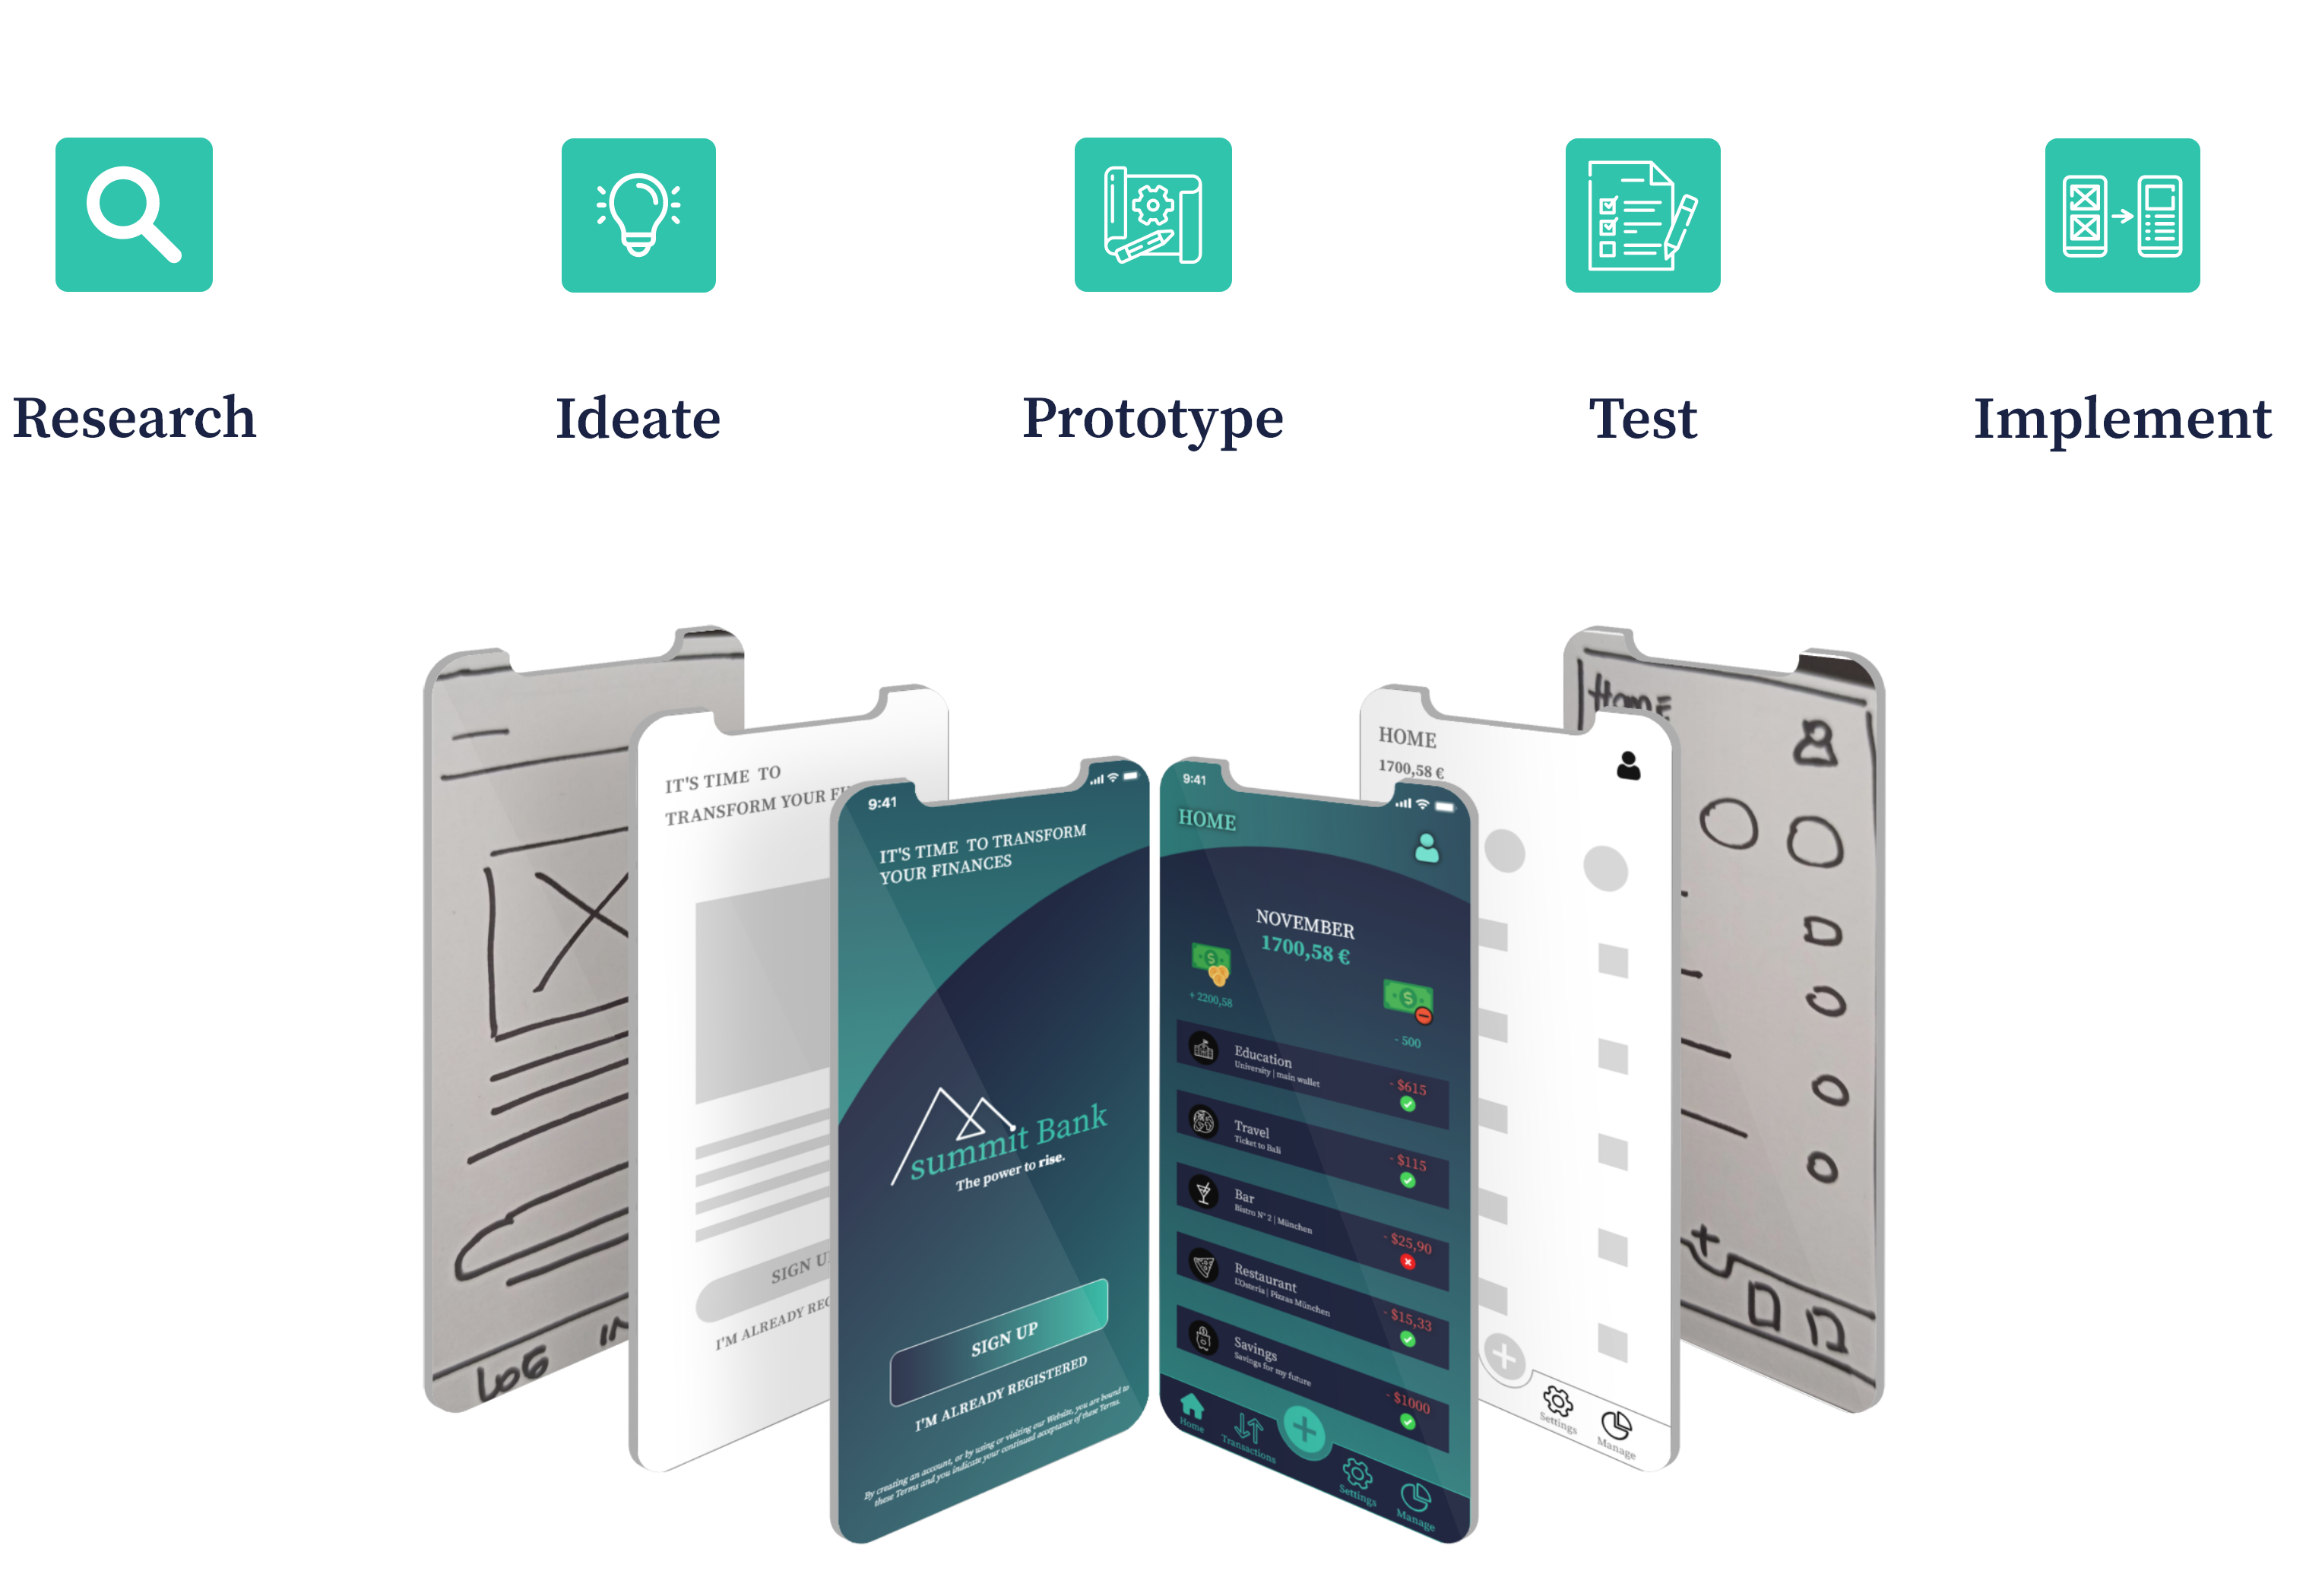 Research
Ideate
Prototype
Test
Implement
LOG IN
IT'S TIME TO
TRANSFORM YOUR
SIGN U
I'M ALREADY REG
9:41
IT'S TIME TO TRANSFORM
YOUR FINANCES
summit Bank
The power to rise.
SIGN UP
I'M ALREADY REGISTERED
By creating an account, or by using or visiting our Website, you are bound to
these Terms and you indicate your continued acceptance of these Terms.
9:41
HOME
NOVEMBER
1700,58 €
+ 2200,58
- 500
Education
University | main wallet
- $615
Travel
Ticket to Bali
- $115
Bar
Bistro N° 2 | München
- $25,90
Restaurant
L'Osteria | Pizzas München
- $15,33
Savings
Savings for my future
- $1000
Home
Transactions
Settings
Manage
HOME
1700,58 €
Settings
Manage
Home